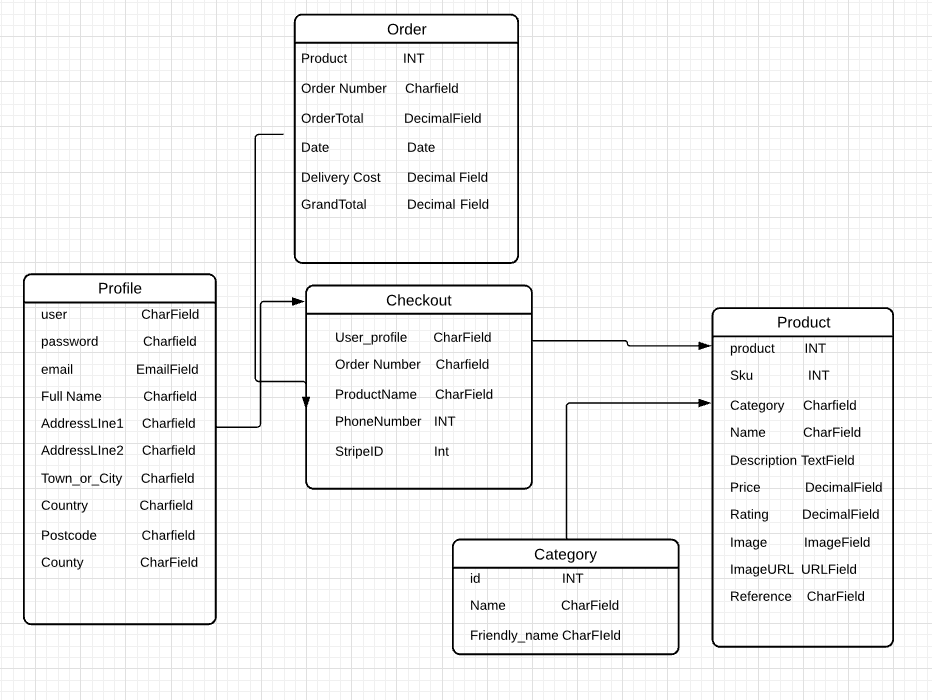 Order
Product INT
Order Number Charfield
OrderTotal DecimalField
Date Date
Delivery Cost Decimal Field
GrandTotal Decimal Field
Profile
user CharField
password Charfield
email EmailField
Full Name Charfield
AddressLIne1 Charfield
AddressLIne2 Charfield
Town_or_City Charfield
Country Charfield
Postcode Charfield
County CharField
Checkout
User_profile CharField
Order Number Charfield
ProductName CharField
PhoneNumber INT
StripeID Int
Product
product INT
Sku INT
Category Charfield
Name CharField
Description TextField
Price DecimalField
Rating DecimalField
Image ImageField
ImageURL URLField
Reference CharField
Category
id INT
Name CharField
Friendly_name CharFIeld